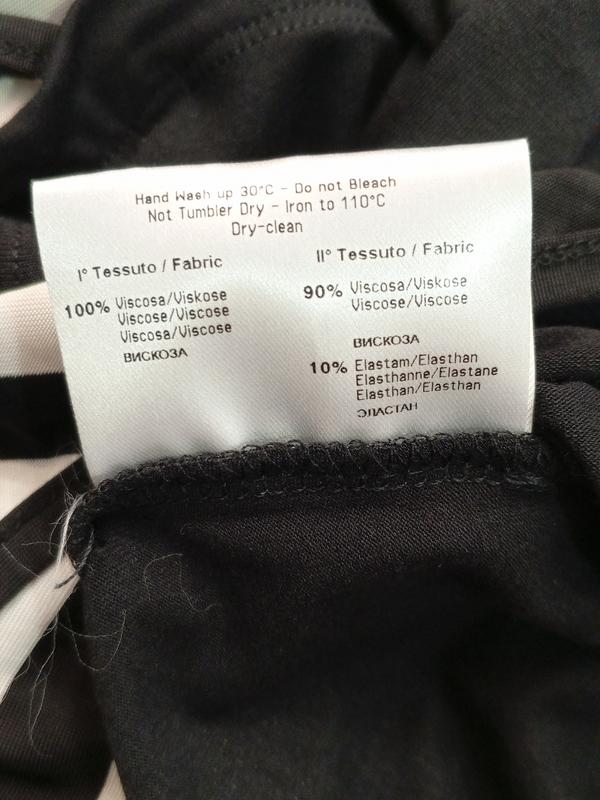 Hand Wash up 30°C - Do not Bleach
Not Tumbler Dry - Iron to 110°C
Dry-clean
I° Tessuto / Fabric
100% Viscosa/Viskose
Viscose/Viscose
Viscosa/Viscose
ВИСКОЗА
II° Tessuto / Fabric
90% Viscosa/Viskose
Viscose/Viscose
ВИСКОЗА
10% Elastam/Elasthan
Elasthanne/Elastane
Elasthan/Elasthan
ЭЛАСТАН